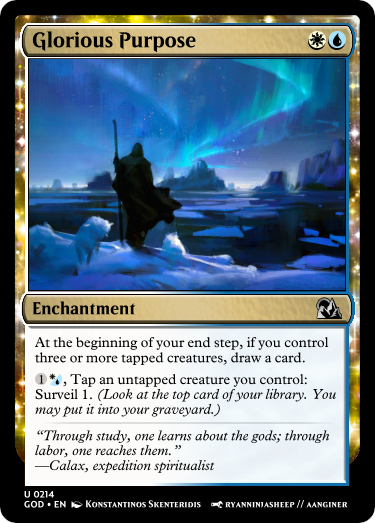 Glorious Purpose
Enchantment
At the beginning of your end step, if you control
three or more tapped creatures, draw a card.
1 , Tap an untapped creature you control:
Surveil 1. (Look at the top card of your library. You
may put it into your graveyard.)
“Through study, one learns about the gods; through
labor, one reaches them.”
—Calax, expedition spiritualist
U 0214
GOD • EN Konstantinos Skenteridis RYANNINJASHEEP // AANGINER